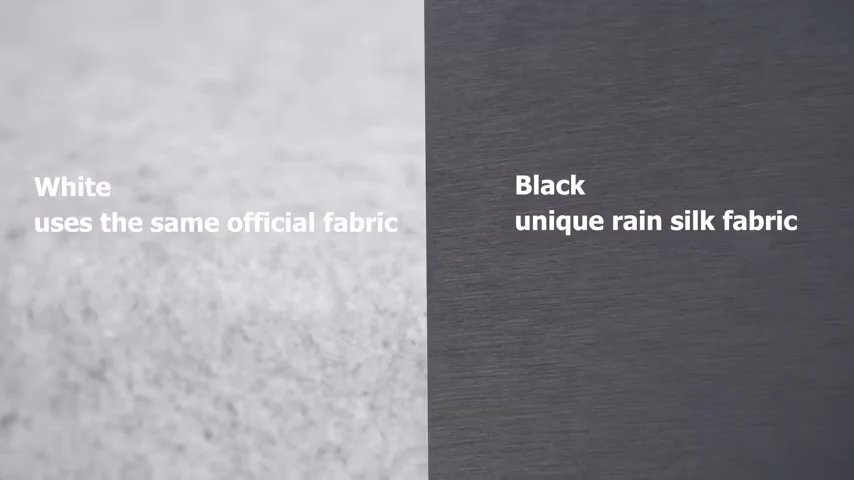 White
uses the same official fabric
Black
unique rain silk fabric